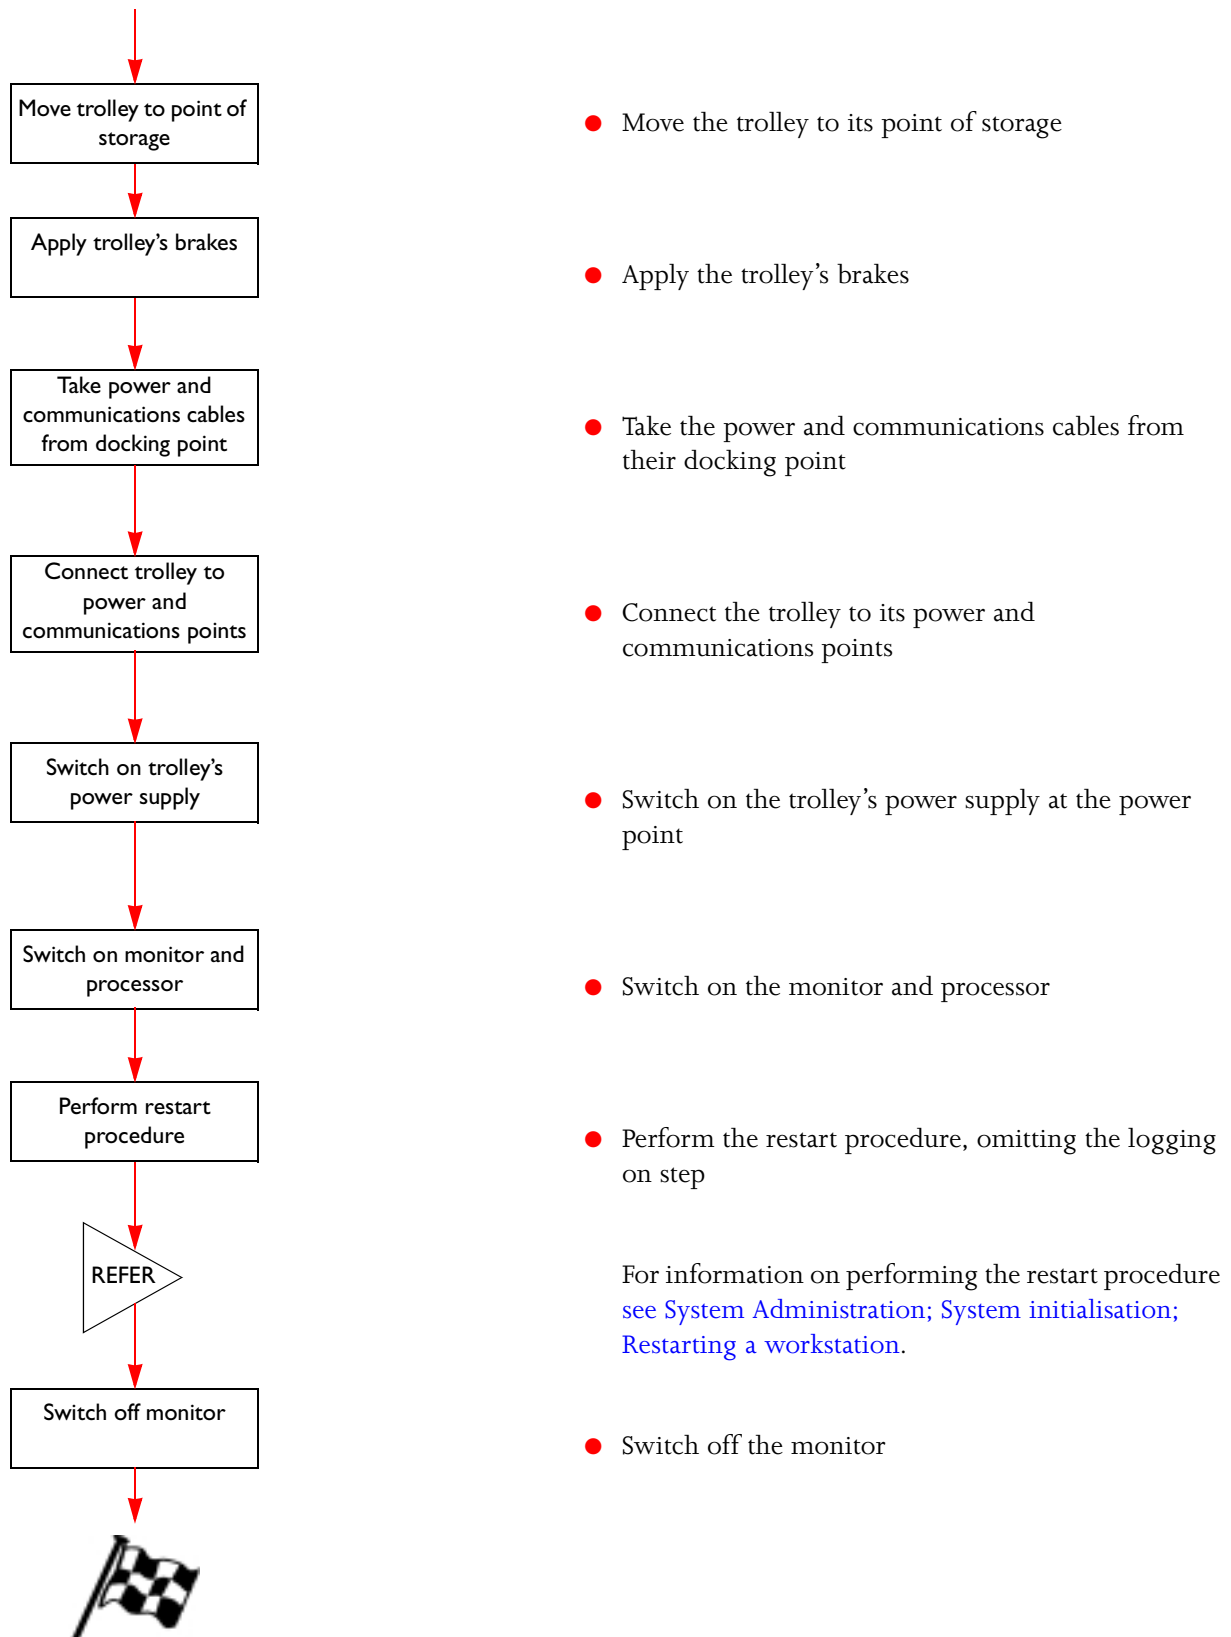 Move trolley to point of
storage
Move the trolley to its point of storage
Apply trolley’s brakes
Apply the trolley’s brakes
Take power and
communications cables
from docking point
Take the power and communications cables from
their docking point
Connect trolley to
power and
communications points
Connect the trolley to its power and
communications points
Switch on trolley’s
power supply
Switch on the trolley’s power supply at the power
point
Switch on monitor and
processor
Switch on the monitor and processor
Perform restart
procedure
Perform the restart procedure, omitting the logging
on step
REFER
For information on performing the restart procedure
see System Administration; System initialisation;
Restarting a workstation.
Switch off monitor
Switch off the monitor